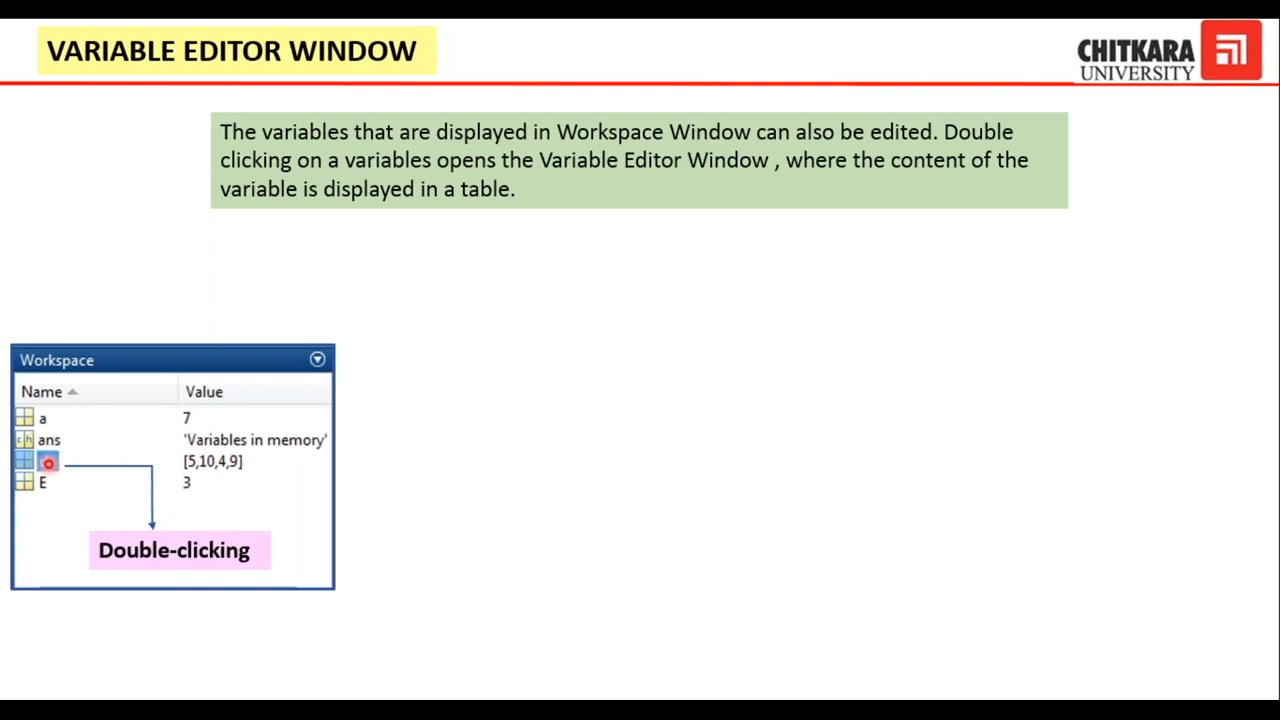 VARIABLE EDITOR WINDOW
CHITKARA
UNIVERSITY
The variables that are displayed in Workspace Window can also be edited. Double
clicking on a variables opens the Variable Editor Window , where the content of the
variable is displayed in a table.
Workspace
Name Value
a 7
ch ans 'Variables in memory'
[5,10,4,9]
E 3
Double-clicking